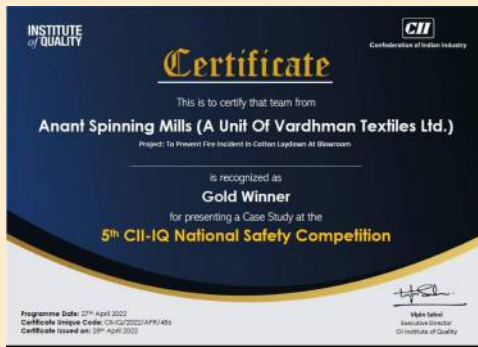 INSTITUTE
of QUALITY
CII
Confederation of Indian Industry
Certificate
This is to certify that team from
Anant Spinning Mills (A Unit Of Vardhman Textiles Ltd.)
Project: To Prevent Fire Incident In Cotton Laydown At Blowroom
is recognized as
Gold Winner
for presenting a Case Study at the
5th CII-IQ National Safety Competition
Programme Date: 27th April 2022
Certificate Unique Code: CII-IQ/2022/APR/456
Certificate Issued on: 28th April 2022
Vipin Sahni
Executive Director
CII Institute of Quality